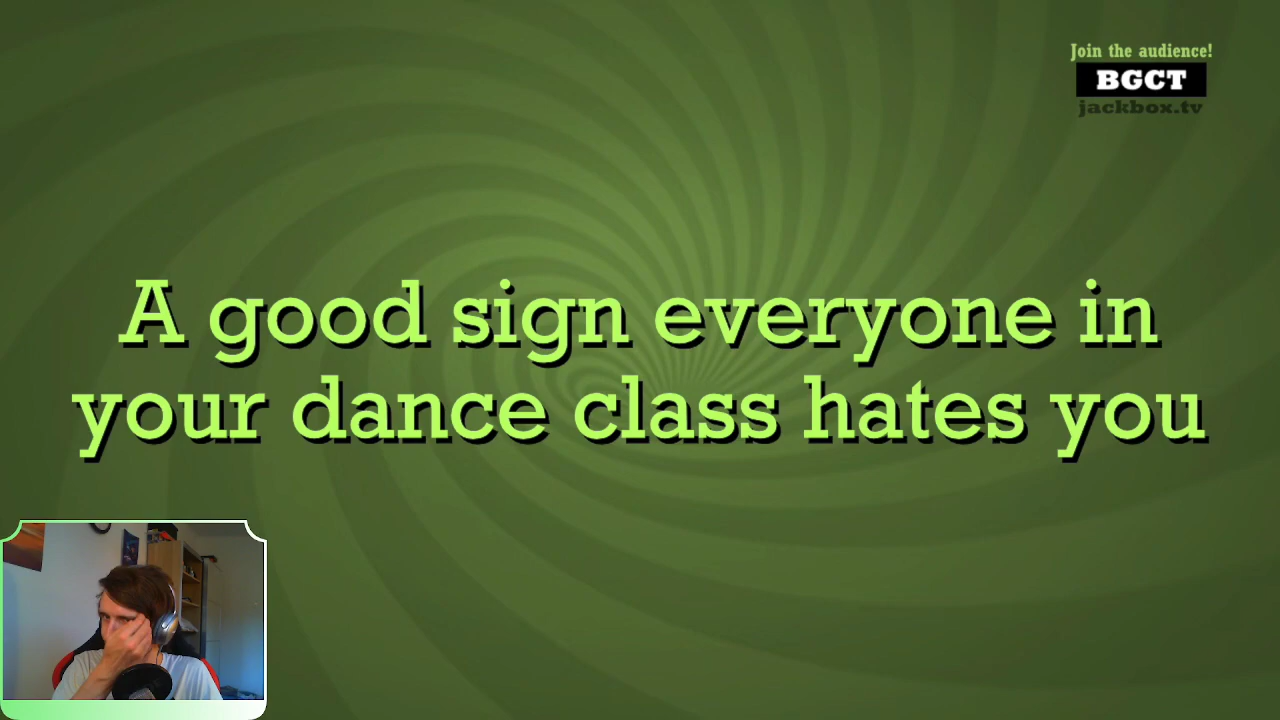 Join the audience!
BGCT
jackbox.tv
A good sign everyone in
your dance class hates you